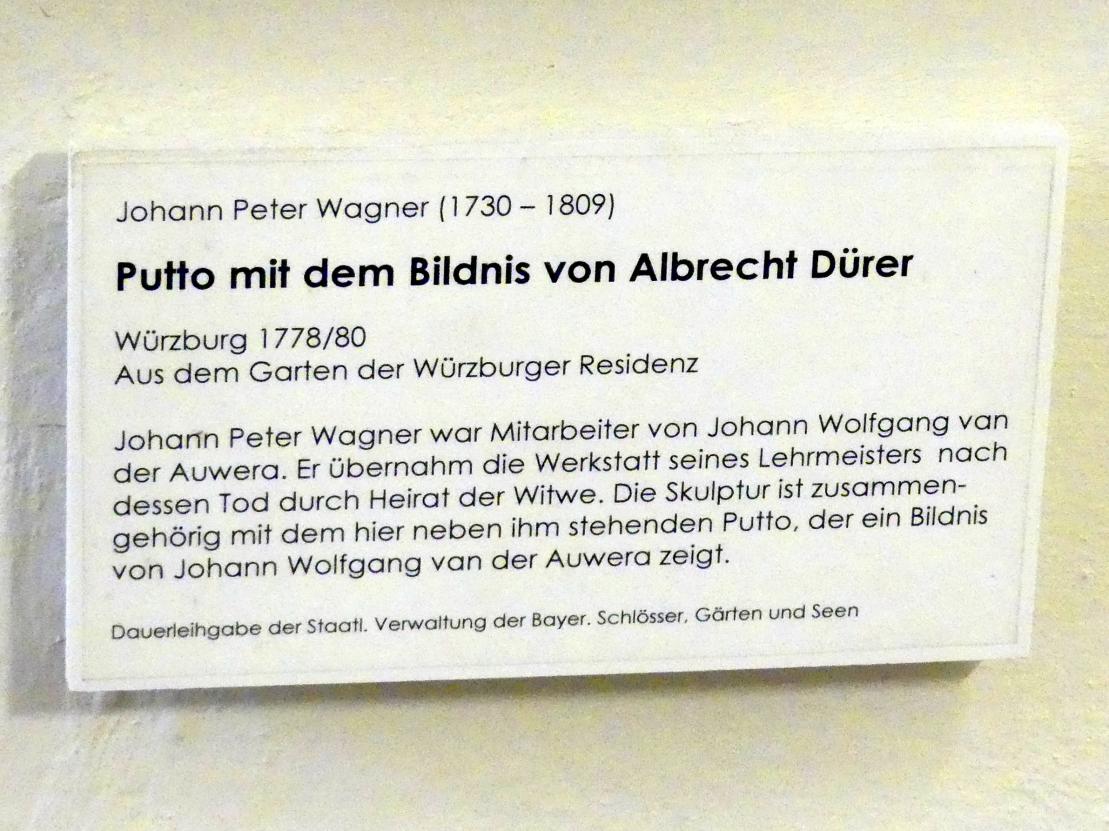 Johann Peter Wagner (1730 – 1809)
Putto mit dem Bildnis von Albrecht Dürer
Würzburg 1778/80
Aus dem Garten der Würzburger Residenz
Johann Peter Wagner war Mitarbeiter von Johann Wolfgang van
der Auwera. Er übernahm die Werkstatt seines Lehrmeisters nach
dessen Tod durch Heirat der Witwe. Die Skulptur ist zusammen-
gehörig mit dem hier neben ihm stehenden Putto, der ein Bildnis
von Johann Wolfgang van der Auwera zeigt.
Dauerleihgabe der Staatl. Verwaltung der Bayer. Schlösser, Gärten und Seen